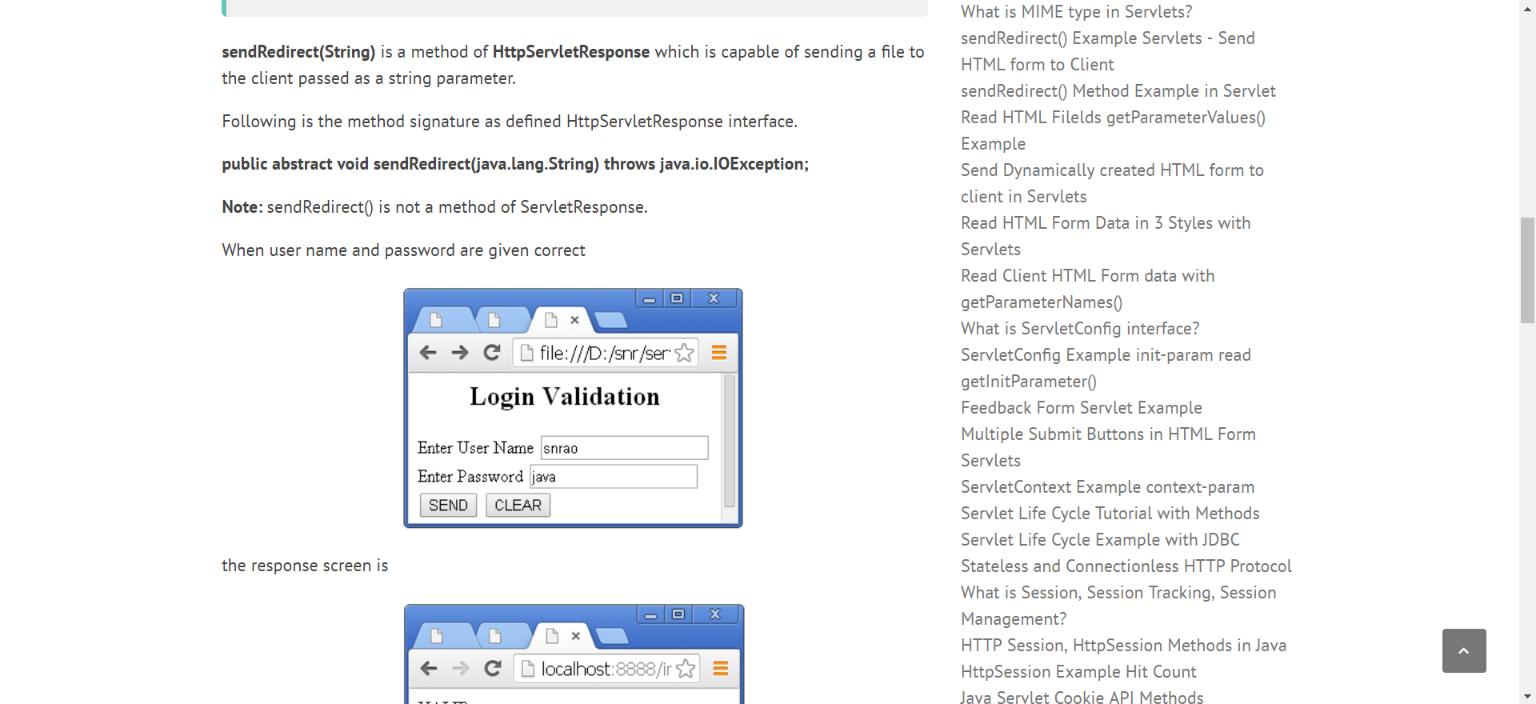 sendRedirect(String) is a method of HttpServletResponse which is capable of sending a file to
the client passed as a string parameter.
Following is the method signature as defined HttpServletResponse interface.
public abstract void sendRedirect(java.lang.String) throws java.io.IOException;
Note: sendRedirect() is not a method of ServletResponse.
When user name and password are given correct
file:///D:/snr/ser
Login Validation
Enter User Name snrao
Enter Password java
SEND CLEAR
the response screen is
localhost:8888/ir
What is MIME type in Servlets?
sendRedirect() Example Servlets - Send
HTML form to Client
sendRedirect() Method Example in Servlet
Read HTML Filelds getParameterValues()
Example
Send Dynamically created HTML form to
client in Servlets
Read HTML Form Data in 3 Styles with
Servlets
Read Client HTML Form data with
getParameterNames()
What is ServletConfig interface?
ServletConfig Example init-param read
getInitParameter()
Feedback Form Servlet Example
Multiple Submit Buttons in HTML Form
Servlets
ServletContext Example context-param
Servlet Life Cycle Tutorial with Methods
Servlet Life Cycle Example with JDBC
Stateless and Connectionless HTTP Protocol
What is Session, Session Tracking, Session
Management?
HTTP Session, HttpSession Methods in Java
HttpSession Example Hit Count
Java Servlet Cookie API Methods